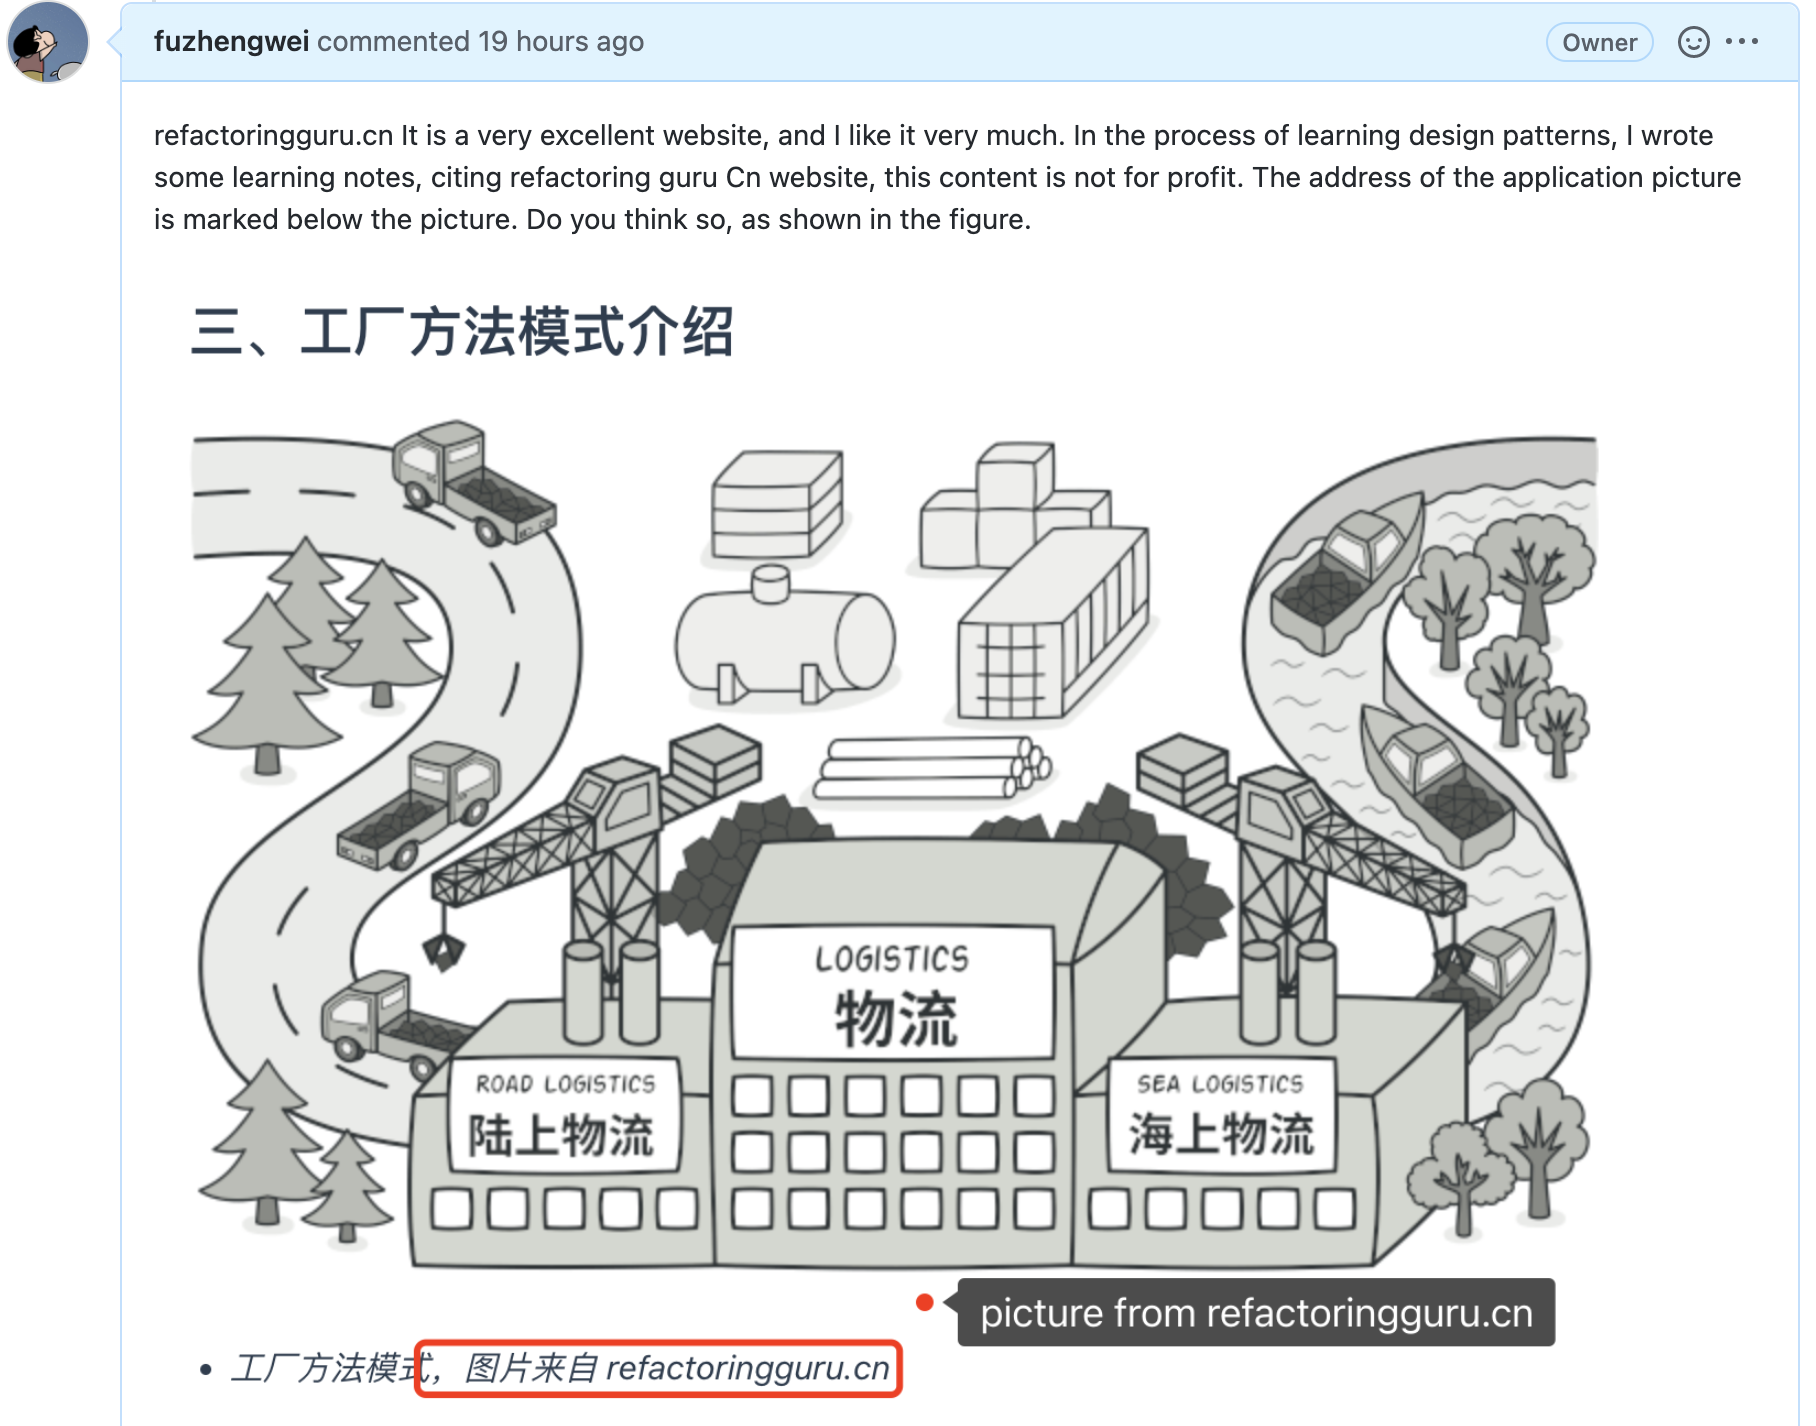 fuzhengwei commented 19 hours ago
Owner
refactoringguru.cn It is a very excellent website, and I like it very much. In the process of learning design patterns, I wrote
some learning notes, citing refactoring guru Cn website, this content is not for profit. The address of the application picture
is marked below the picture. Do you think so, as shown in the figure.
三、工厂方法模式介绍
LOGISTICS
物流
ROAD LOGISTICS
陆上物流
SEA LOGISTICS
海上物流
picture from refactoringguru.cn
• 工厂方法模式，图片来自 refactoringguru.cn